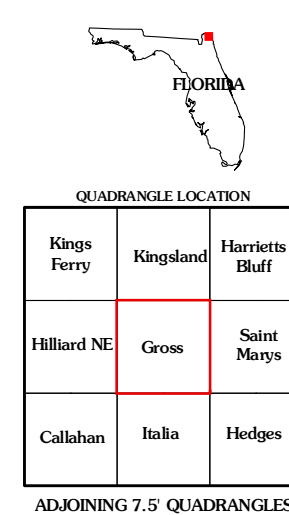 FLORIDA
QUADRANGLE LOCATION
Kings Ferry
Kingsland
Harrietts Bluff
Hilliard NE
Gross
Saint Marys
Callahan
Italia
Hedges
ADJOINING 7.5' QUADRANGLES